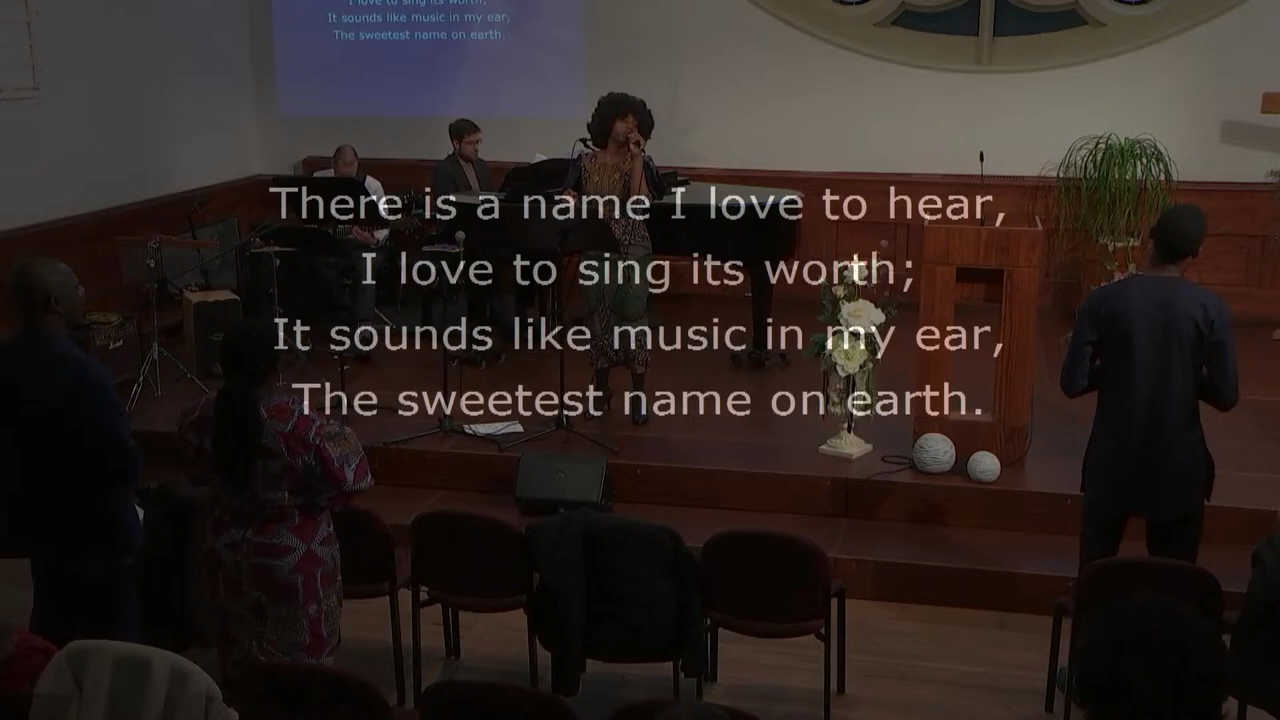 I love to sing its worth;
It sounds like music in my ear,
The sweetest name on earth.
There is a name I love to hear,
I love to sing its worth;
It sounds like music in my ear,
The sweetest name on earth.